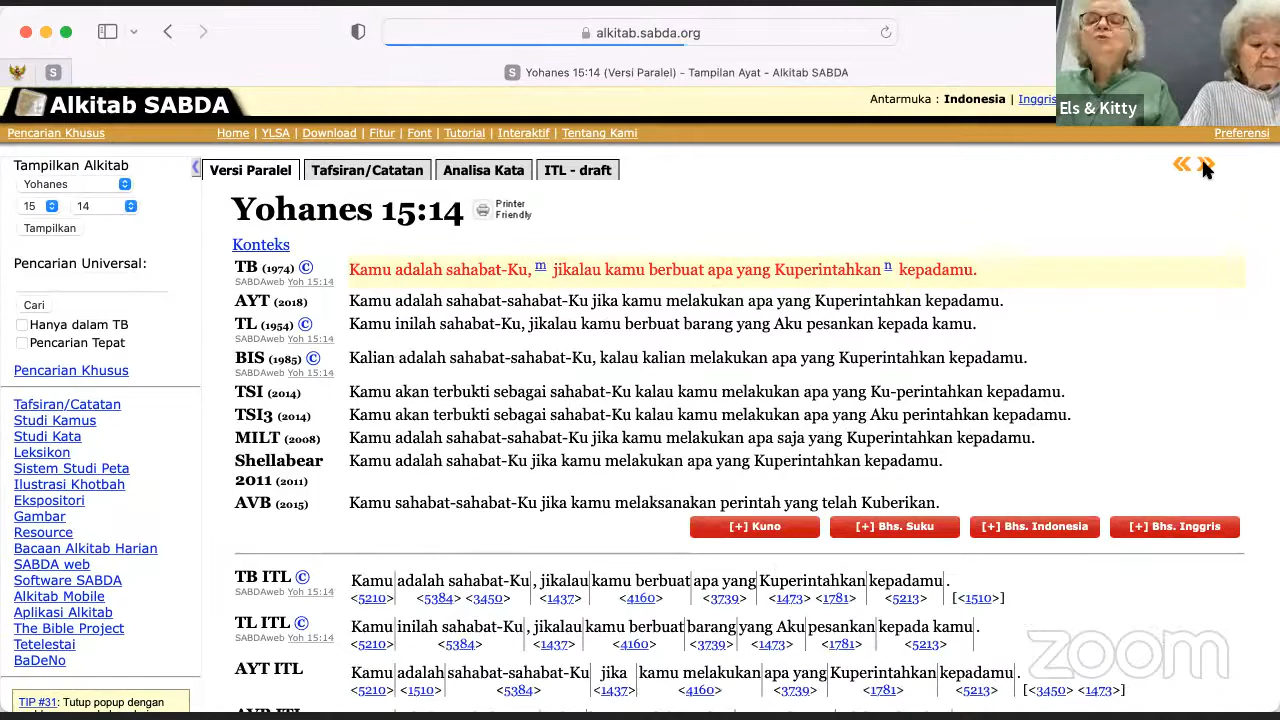 alkitab.sabda.org
S
S Yohanes 15:14 (Versi Paralel) - Tampilan Ayat - Alkitab SABDA
Els & Kitty
Alkitab SABDA
Antarmuka : Indonesia | Inggris
Pencarian Khusus
Home | YLSA | Download | Fitur | Font | Tutorial | Interaktif | Tentang Kami
Preferensi
Tampilkan Alkitab
Yohanes
15 14
Tampilkan
Pencarian Universal:
Cari
Hanya dalam TB
Pencarian Tepat
Pencarian Khusus
Tafsiran/Catatan
Studi Kamus
Studi Kata
Leksikon
Sistem Studi Peta
Ilustrasi Khotbah
Ekspositori
Gambar
Resource
Bacaan Alkitab Harian
SABDA web
Software SABDA
Alkitab Mobile
Aplikasi Alkitab
The Bible Project
Tetelestai
BaDeNo
TIP #31: Tutup popup dengan
Versi Paralel Tafsiran/Catatan Analisa Kata ITL - draft
« »
Yohanes 15:14
Printer
Friendly
Konteks
TB (1974) © Kamu adalah sahabat-Ku, m jikalau kamu berbuat apa yang Kuperintahkan n kepadamu.
SABDAweb Yoh 15:14
AYT (2018) Kamu adalah sahabat-sahabat-Ku jika kamu melakukan apa yang Kuperintahkan kepadamu.
TL (1954) © Kamu inilah sahabat-Ku, jikalau kamu berbuat barang yang Aku pesankan kepada kamu.
SABDAweb Yoh 15:14
BIS (1985) © Kalian adalah sahabat-sahabat-Ku, kalau kalian melakukan apa yang Kuperintahkan kepadamu.
SABDAweb Yoh 15:14
TSI (2014) Kamu akan terbukti sebagai sahabat-Ku kalau kamu melakukan apa yang Ku-perintahkan kepadamu.
TSI3 (2014) Kamu akan terbukti sebagai sahabat-Ku kalau kamu melakukan apa yang Aku perintahkan kepadamu.
MILT (2008) Kamu adalah sahabat-sahabat-Ku jika kamu melakukan apa saja yang Kuperintahkan kepadamu.
Shellabear Kamu adalah sahabat-Ku jika kamu melakukan apa yang Kuperintahkan kepadamu.
2011 (2011)
AVB (2015) Kamu sahabat-sahabat-Ku jika kamu melaksanakan perintah yang telah Kuberikan.
[+] Kuno [+] Bhs. Suku [+] Bhs. Indonesia [+] Bhs. Inggris
TB ITL © Kamu adalah sahabat-Ku, jikalau kamu berbuat apa yang Kuperintahkan kepadamu.
SABDAweb Yoh 15:14 <5210> <5384> <3450> <1437> <4160> <3739> <1473> <1781> <5213> [<1510>]
TL ITL © Kamu inilah sahabat-Ku, jikalau kamu berbuat barang yang Aku pesankan kepada kamu.
SABDAweb Yoh 15:14 <5210> <5384> <1437> <4160> <3739> <1473> <1781> <5213>
AYT ITL Kamu adalah sahabat-sahabat-Ku jika kamu melakukan apa yang Kuperintahkan kepadamu.
<5210> <1510> <5384> <1437> <4160> <3739> <1781> <5213> [<3450> <1473>]
zoom